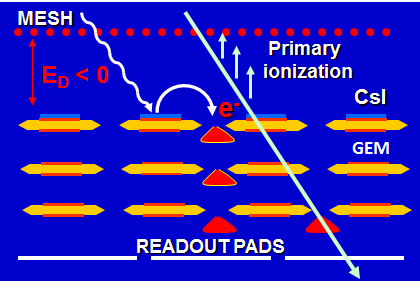 MESH
Primary
ionization
E_D < 0
CsI
e-
GEM
READOUT PADS